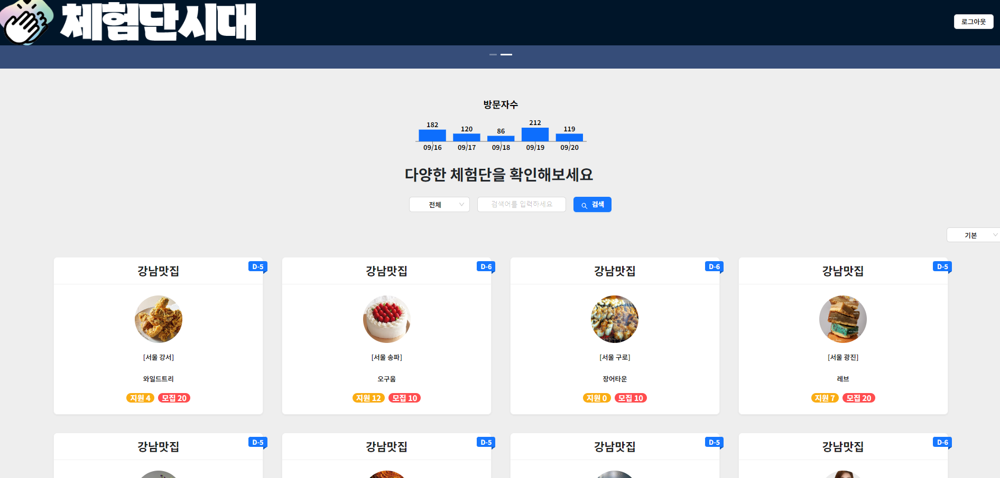 체험단시대
로그아웃
방문자수
182 120 86 212 119
09/16 09/17 09/18 09/19 09/20
다양한 체험단을 확인해보세요
전체 검색어를 입력하세요 검색
기본
강남맛집 D-5
[서울 강서]
와일드트리
지원 4 모집 20
강남맛집 D-6
[서울 송파]
오구움
지원 12 모집 10
강남맛집 D-6
[서울 구로]
장어타운
지원 0 모집 10
강남맛집 D-5
[서울 광진]
레브
지원 7 모집 20
강남맛집 D-5
강남맛집 D-5
강남맛집 D-5
강남맛집 D-6